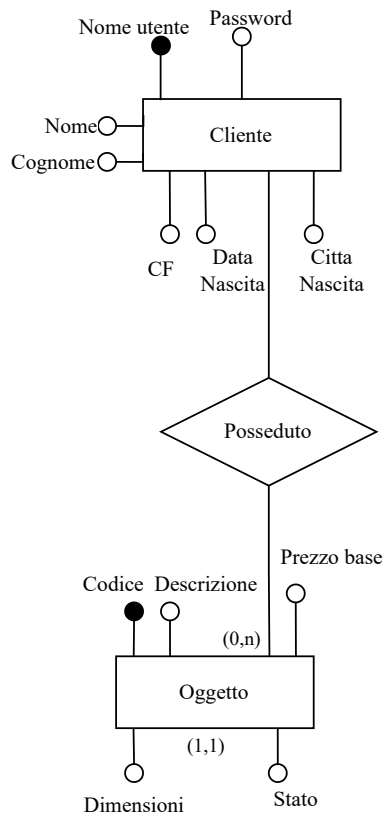 Password
Nome utente
Nome
Cliente
Cognome
CF
Data
Nascita
Citta
Nascita
Posseduto
Prezzo base
Codice
Descrizione
(0,n)
Oggetto
(1,1)
Dimensioni
Stato